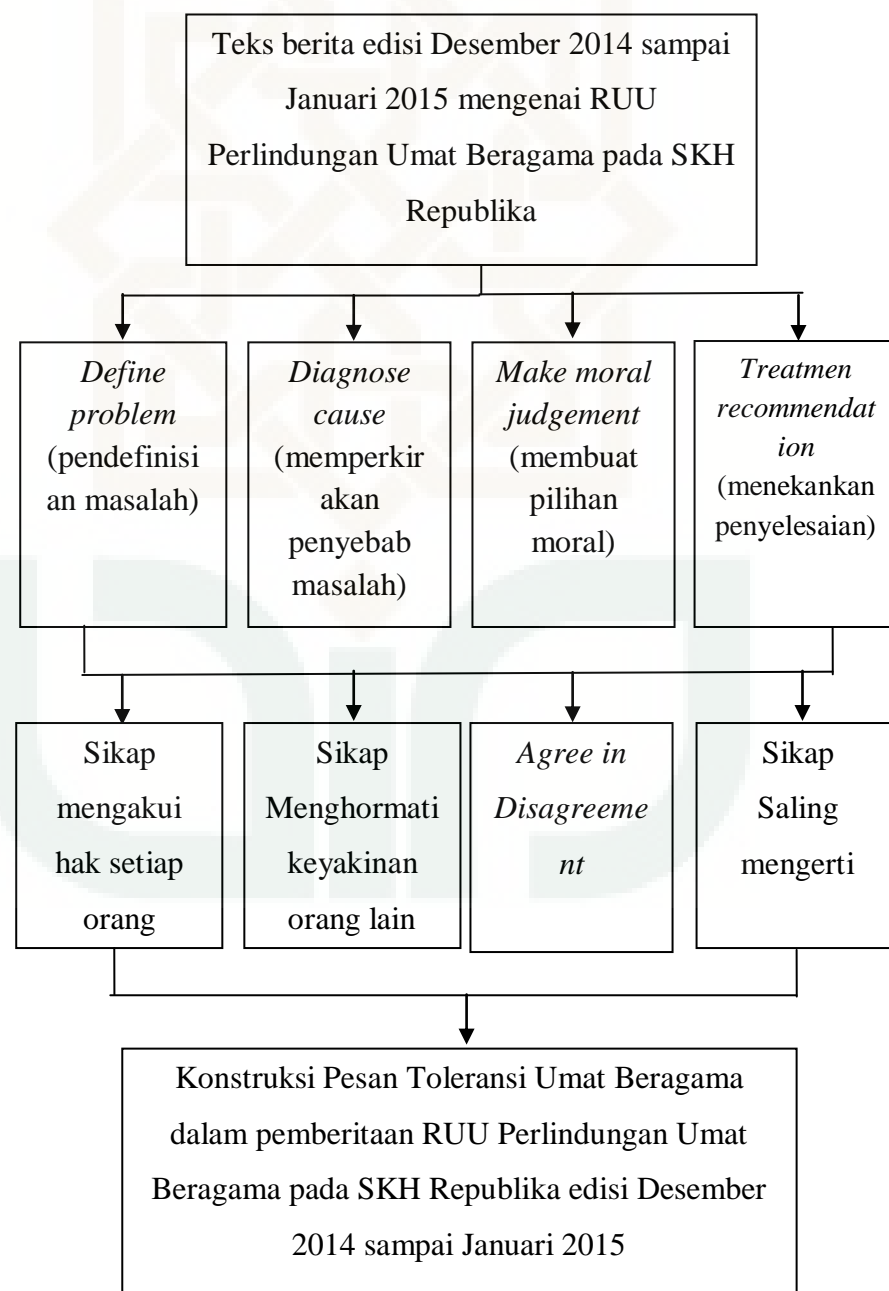 Teks berita edisi Desember 2014 sampai
Januari 2015 mengenai RUU
Perlindungan Umat Beragama pada SKH
Republika
Define
problem
(pendefinisi
an masalah)
Diagnose
cause
(memperkir
akan
penyebab
masalah)
Make moral
judgement
(membuat
pilihan
moral)
Treatmen
recommendat
ion
(menekankan
penyelesaian)
Sikap
mengakui
hak setiap
orang
Sikap
Menghormati
keyakinan
orang lain
Agree in
Disagreeme
nt
Sikap
Saling
mengerti
Konstruksi Pesan Toleransi Umat Beragama
dalam pemberitaan RUU Perlindungan Umat
Beragama pada SKH Republika edisi Desember
2014 sampai Januari 2015